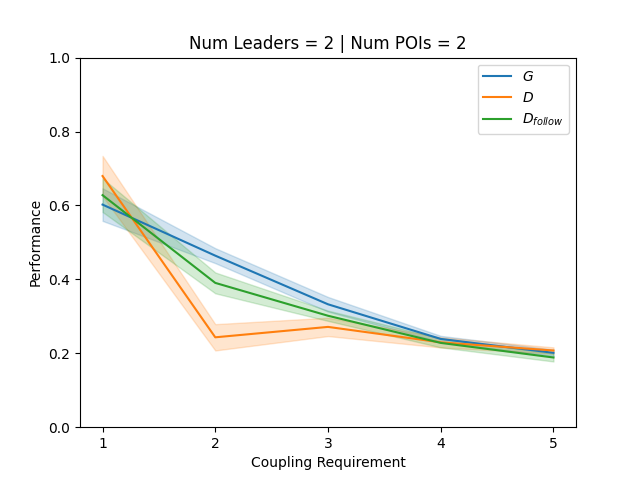 Num Leaders = 2 | Num POIs = 2
1.0
0.8
0.6
0.4
0.2
0.0
Performance
G
D
D_follow
1 2 3 4 5
Coupling Requirement